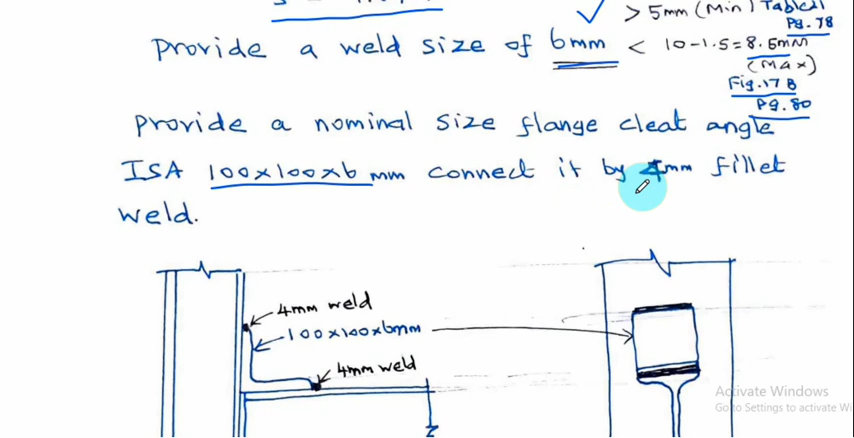 > 5mm (Min) Table 21
Pg. 78
Provide a weld size of 6mm < 10-1.5=8.5mm
(MAX)
Fig. 17 B
Pg. 80
Provide a nominal size flange cleat angle
ISA 100x100x6 mm connect it by 4mm fillet
weld.
4mm weld
100x100x6mm
4mm weld
Activate Windows
Go to Settings to activate Wi